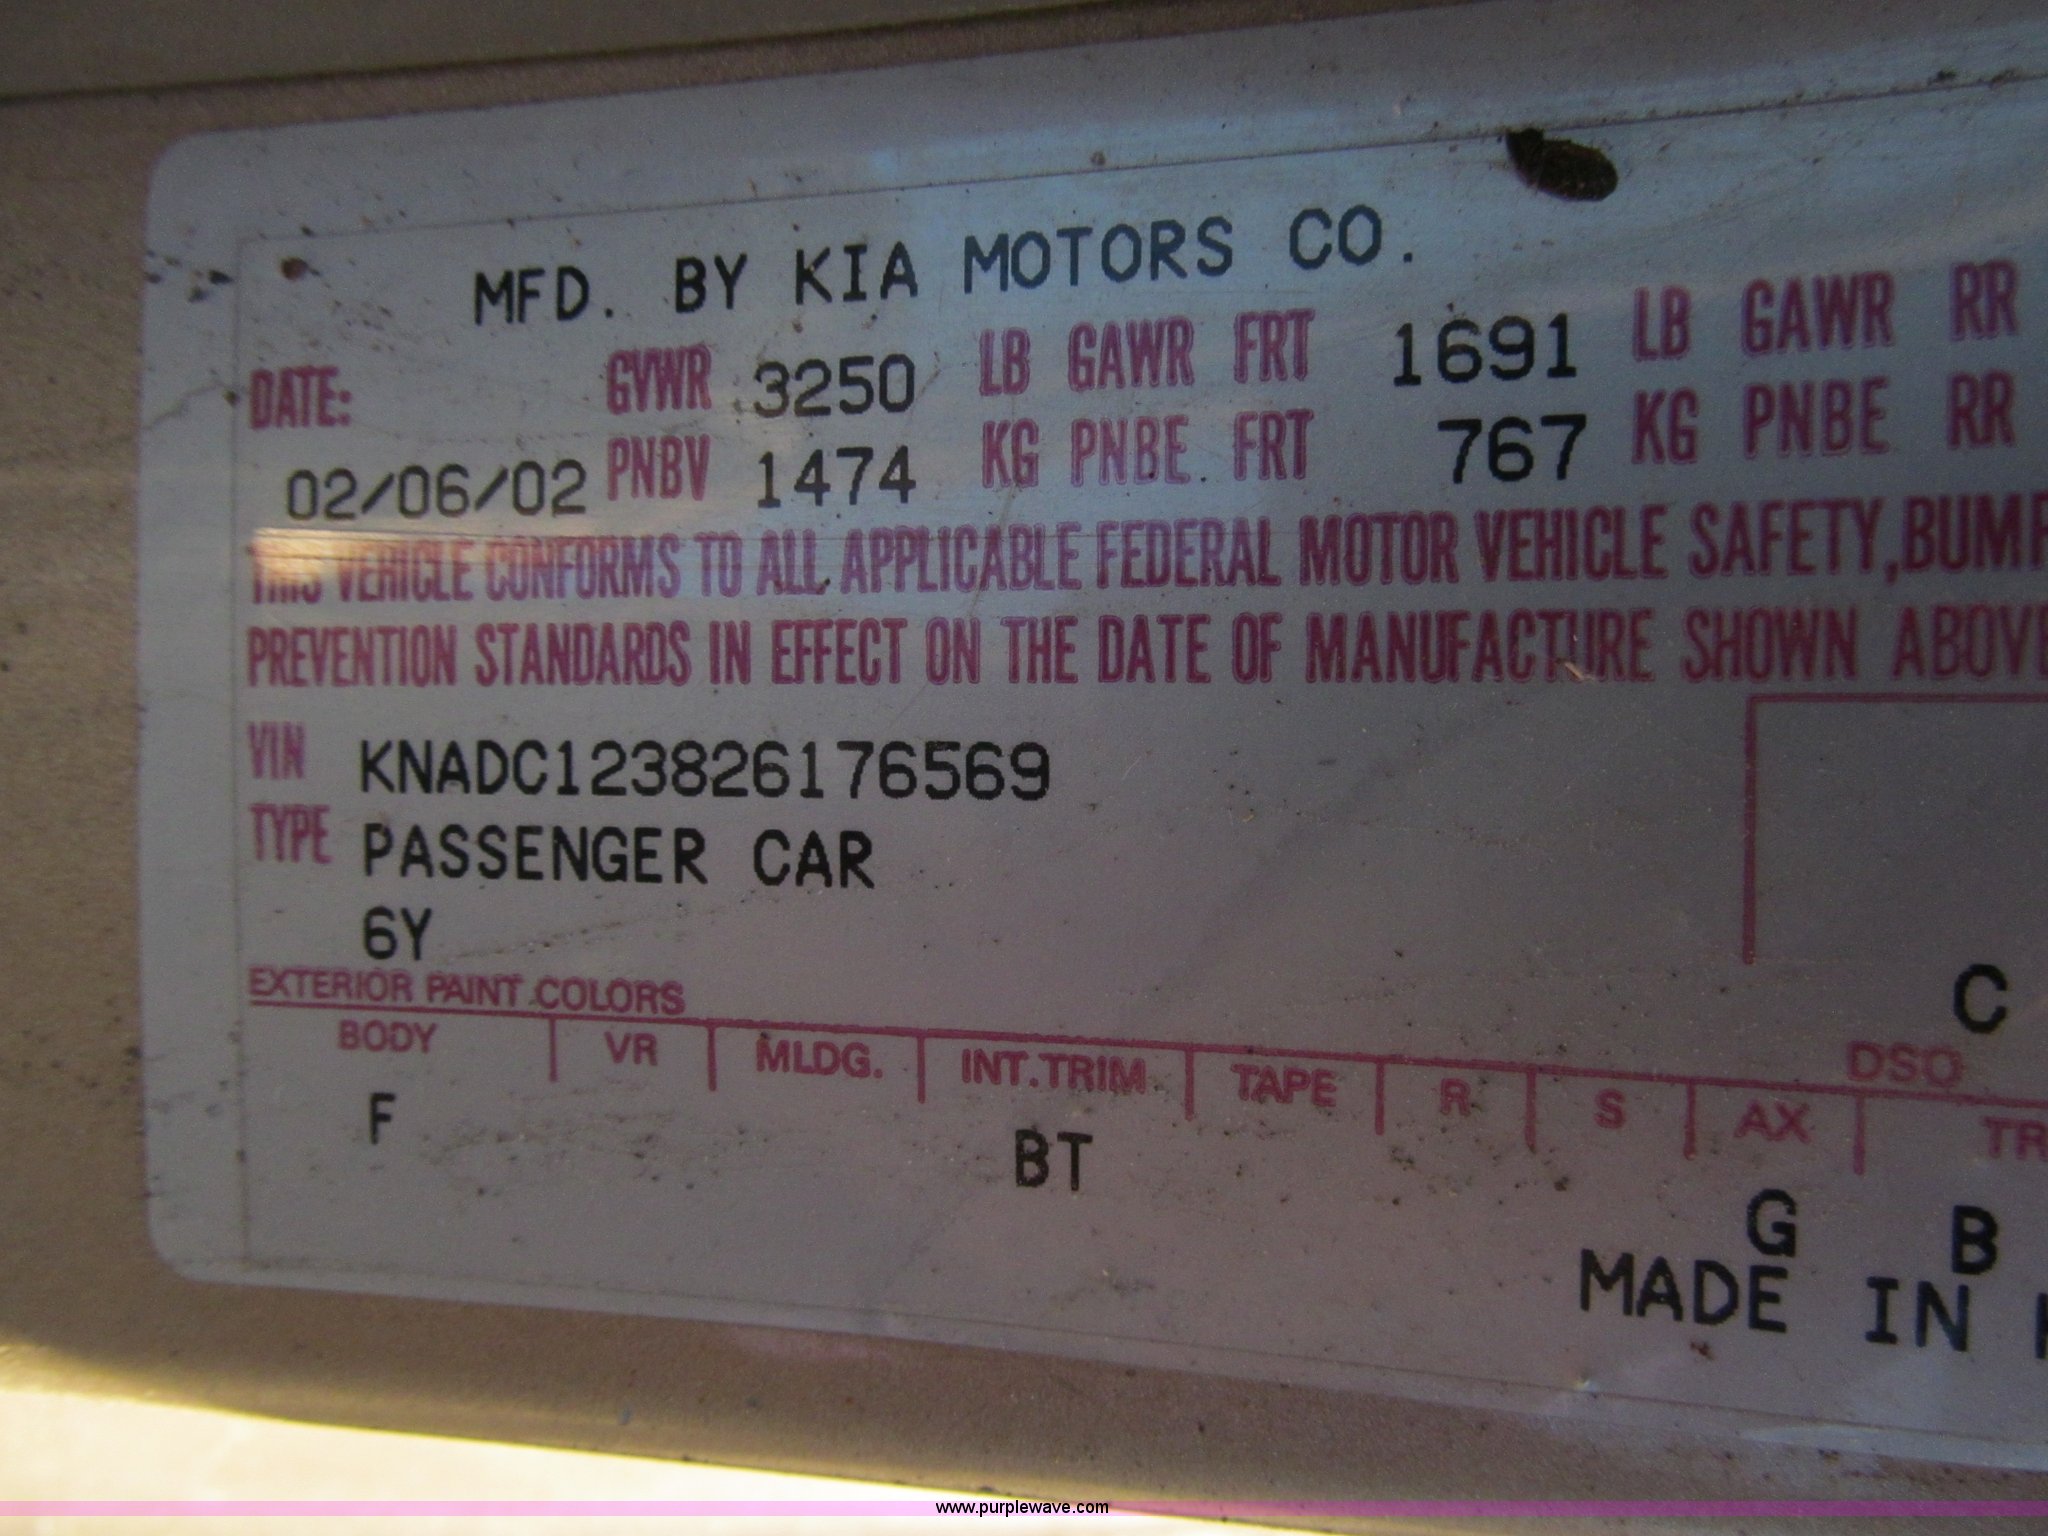 MFD. BY KIA MOTORS CO.
DATE: GVWR 3250 LB GAWR FRT 1691 LB GAWR RR
02/06/02 PNBV 1474 KG PNBE FRT 767 KG PNBE RR
THIS VEHICLE CONFORMS TO ALL APPLICABLE FEDERAL MOTOR VEHICLE SAFETY, BUMP
PREVENTION STANDARDS IN EFFECT ON THE DATE OF MANUFACTURE SHOWN ABOVE
VIN KNADC123826176569
TYPE PASSENGER CAR
6Y
C
EXTERIOR PAINT COLORS
DSO
BODY VR MLDG. INT.TRIM TAPE R S AX TR
F BT G B
MADE IN
www.purplewave.com